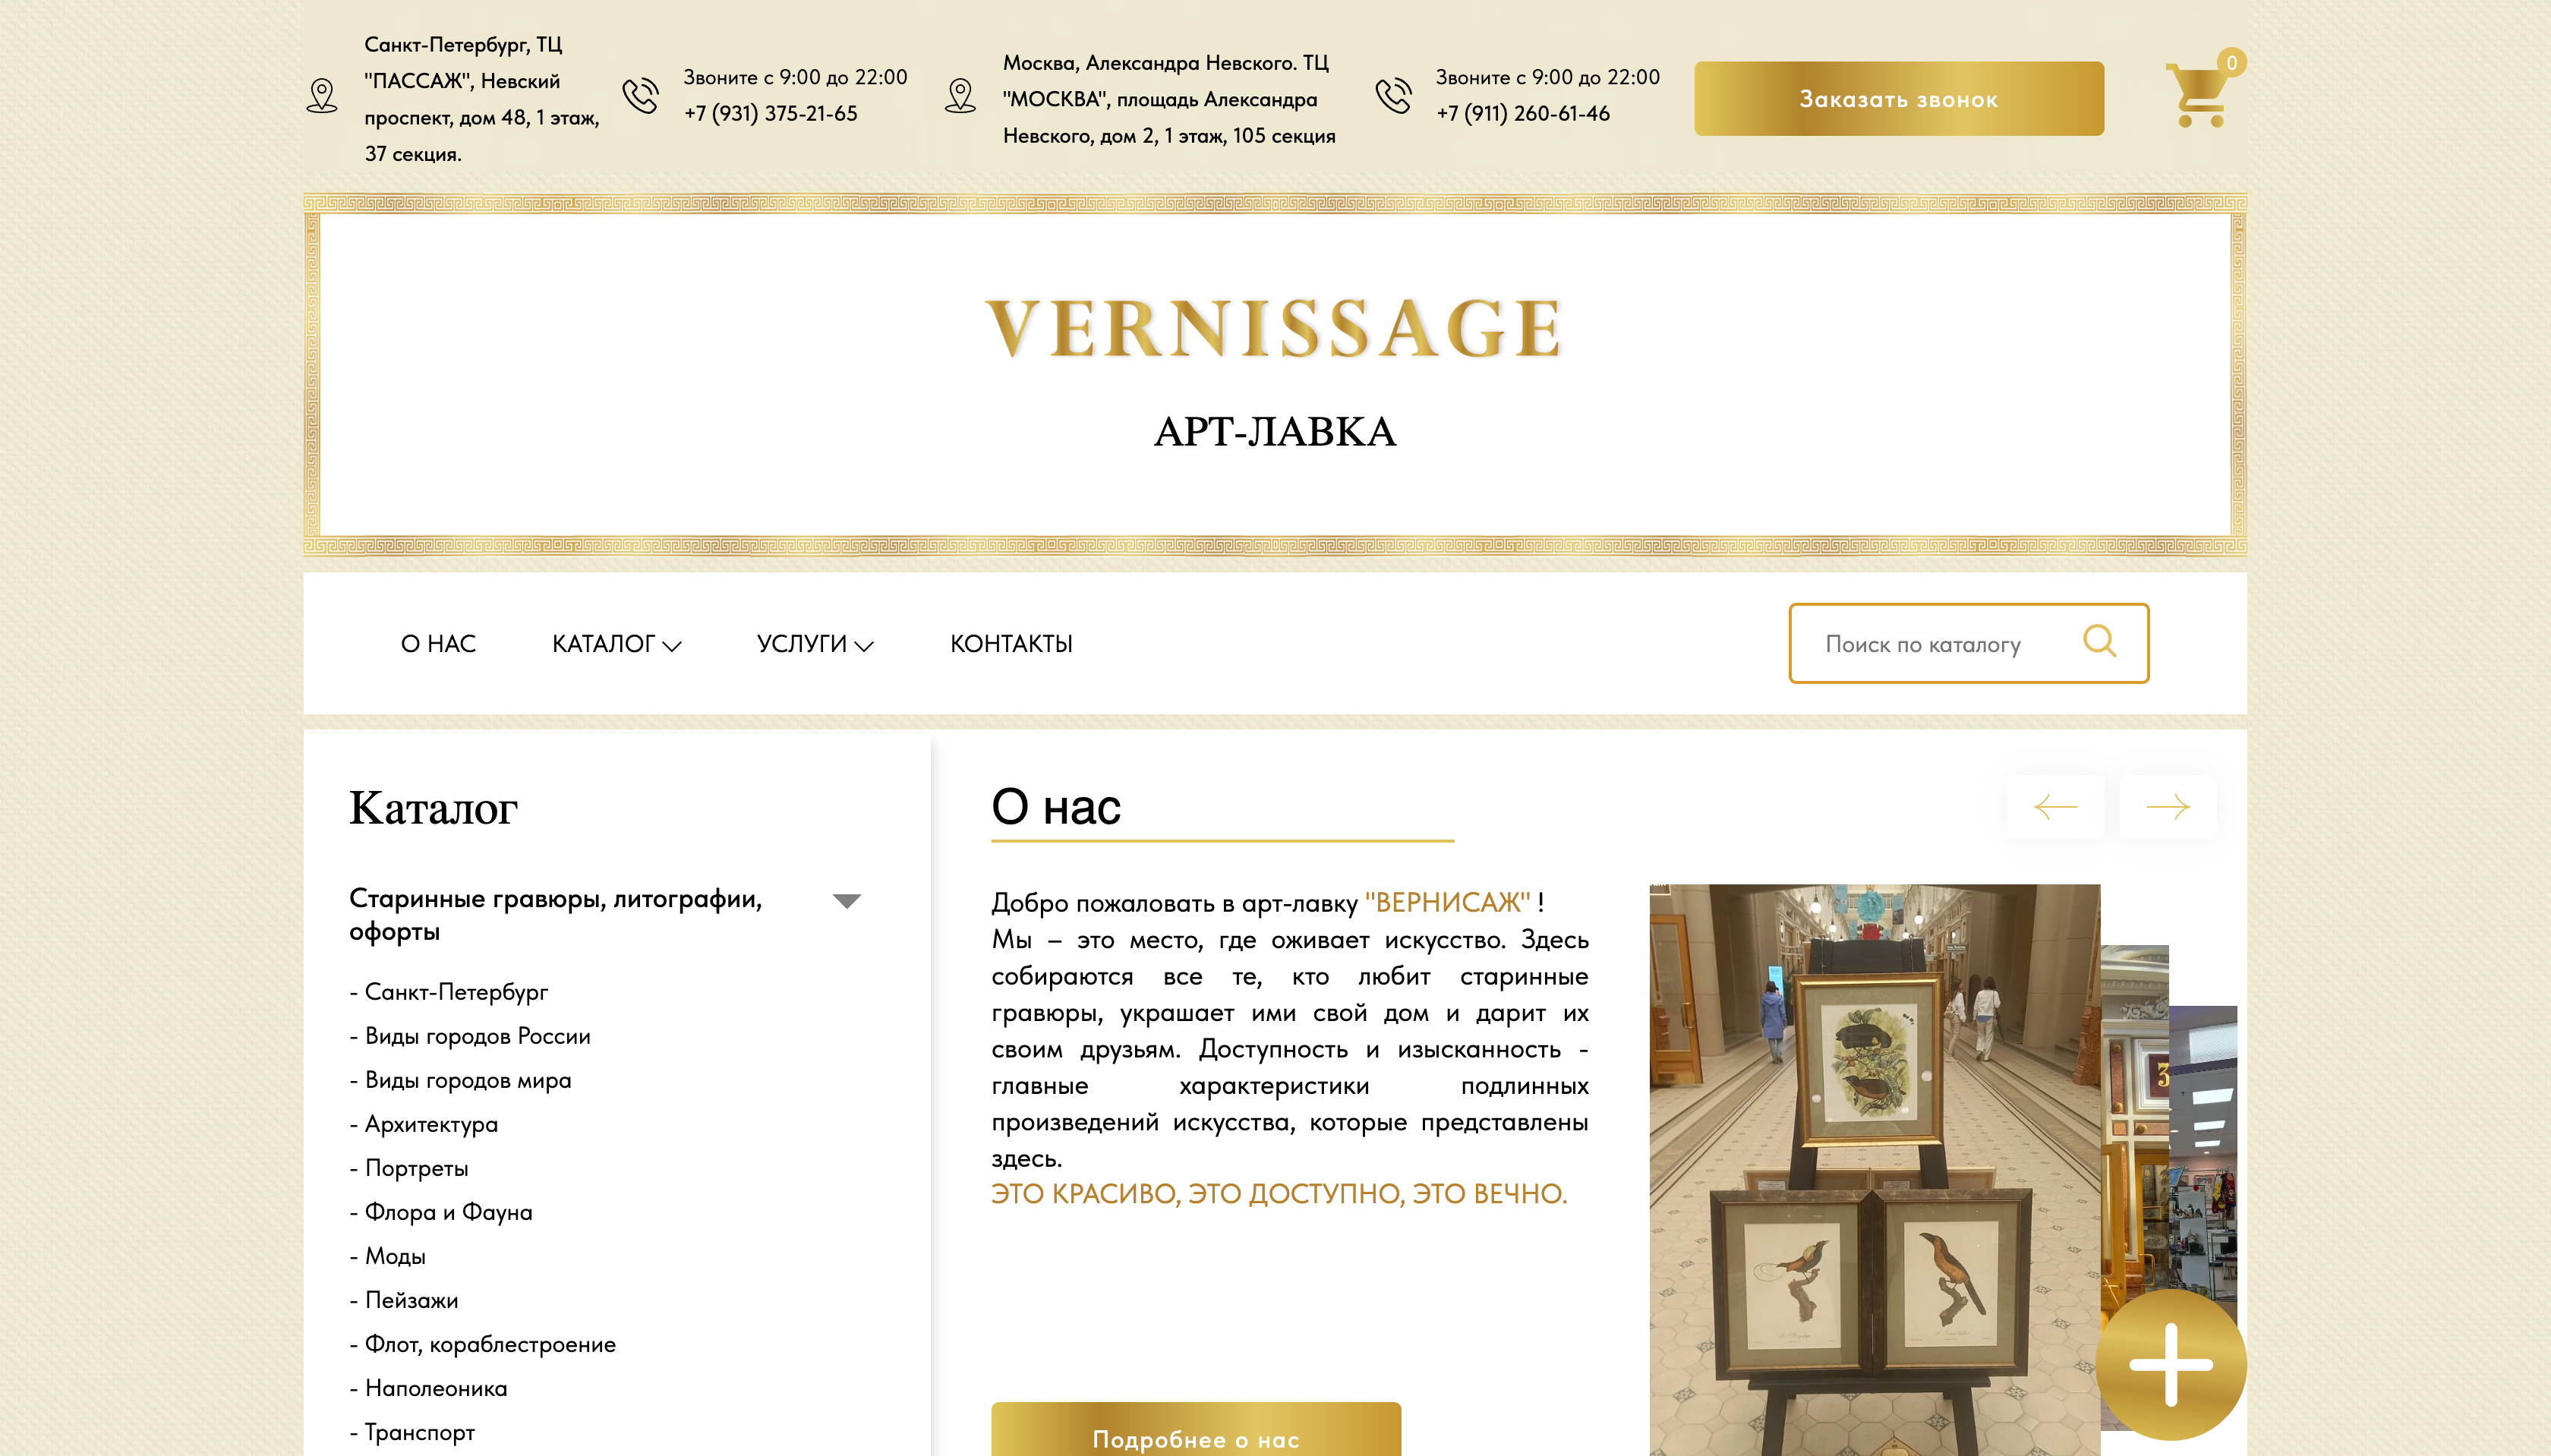 Санкт-Петербург, ТЦ
"ПАССАЖ", Невский
проспект, дом 48, 1 этаж,
37 секция.
Звоните с 9:00 до 22:00
+7 (931) 375-21-65
Москва, Александра Невского. ТЦ
"МОСКВА", площадь Александра
Невского, дом 2, 1 этаж, 105 секция
Звоните с 9:00 до 22:00
+7 (911) 260-61-46
Заказать звонок
0
VERNISSAGE
АРТ-ЛАВКА
О НАС
КАТАЛОГ
УСЛУГИ
КОНТАКТЫ
Поиск по каталогу
Каталог
Старинные гравюры, литографии,
офорты
- Санкт-Петербург
- Виды городов России
- Виды городов мира
- Архитектура
- Портреты
- Флора и Фауна
- Моды
- Пейзажи
- Флот, кораблестроение
- Наполеоника
- Транспорт
О нас
Добро пожаловать в арт-лавку "ВЕРНИСАЖ" !
Мы – это место, где оживает искусство. Здесь
собираются все те, кто любит старинные
гравюры, украшает ими свой дом и дарит их
своим друзьям. Доступность и изысканность -
главные характеристики подлинных
произведений искусства, которые представлены
здесь.
ЭТО КРАСИВО, ЭТО ДОСТУПНО, ЭТО ВЕЧНО.
Подробнее о нас